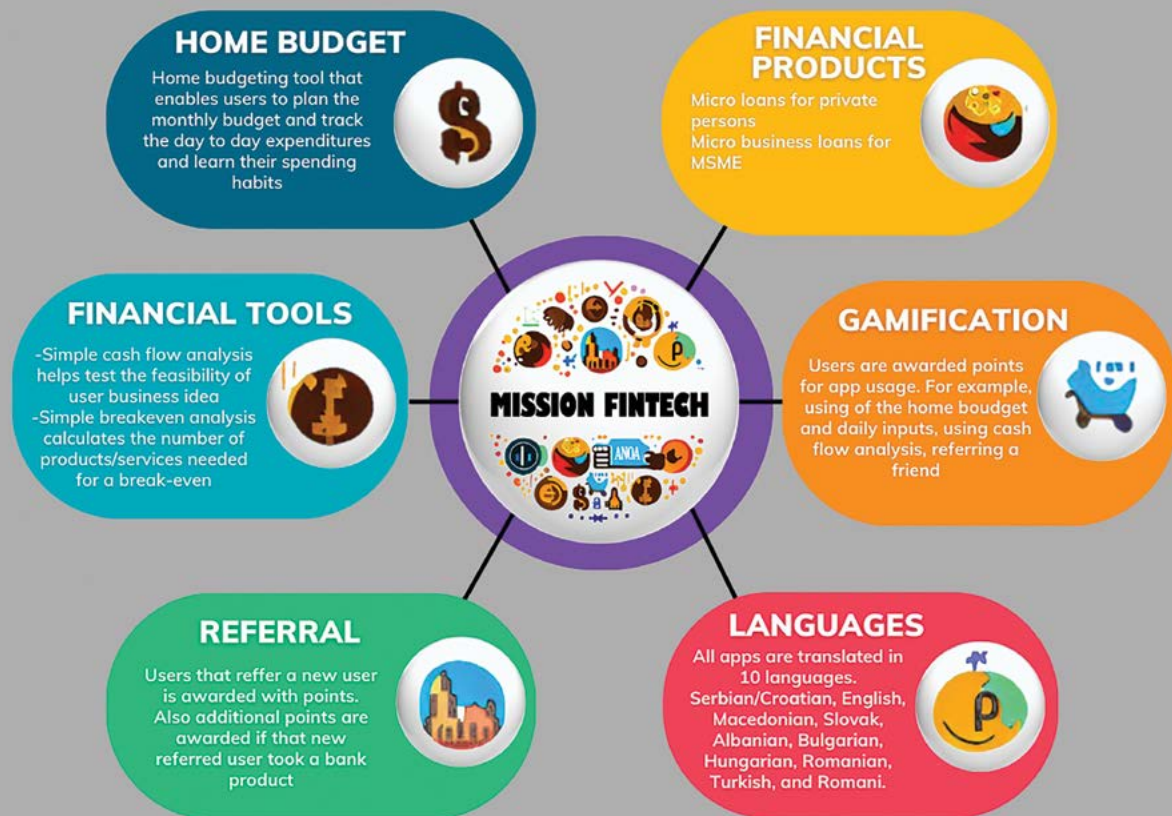 HOME BUDGET
Home budgeting tool that
enables users to plan the
monthly budget and track
the day to day expenditures
and learn their spending
habits
FINANCIAL
PRODUCTS
Micro loans for private
persons
Micro business loans for
MSME
FINANCIAL TOOLS
-Simple cash flow analysis
helps test the feasibility of
user business idea
-Simple breakeven analysis
calculates the number of
products/services needed
for a break-even
MISSION FINTECH
ANOA
GAMIFICATION
Users are awarded points
for app usage. For example,
using of the home boudget
and daily inputs, using cash
flow analysis, referring a
friend
REFERRAL
Users that reffer a new user
is awarded with points.
Also additional points are
awarded if that new
referred user took a bank
product
LANGUAGES
All apps are translated in
10 languages.
Serbian/Croatian, English,
Macedonian, Slovak,
Albanian, Bulgarian,
Hungarian, Romanian,
Turkish, and Romani.